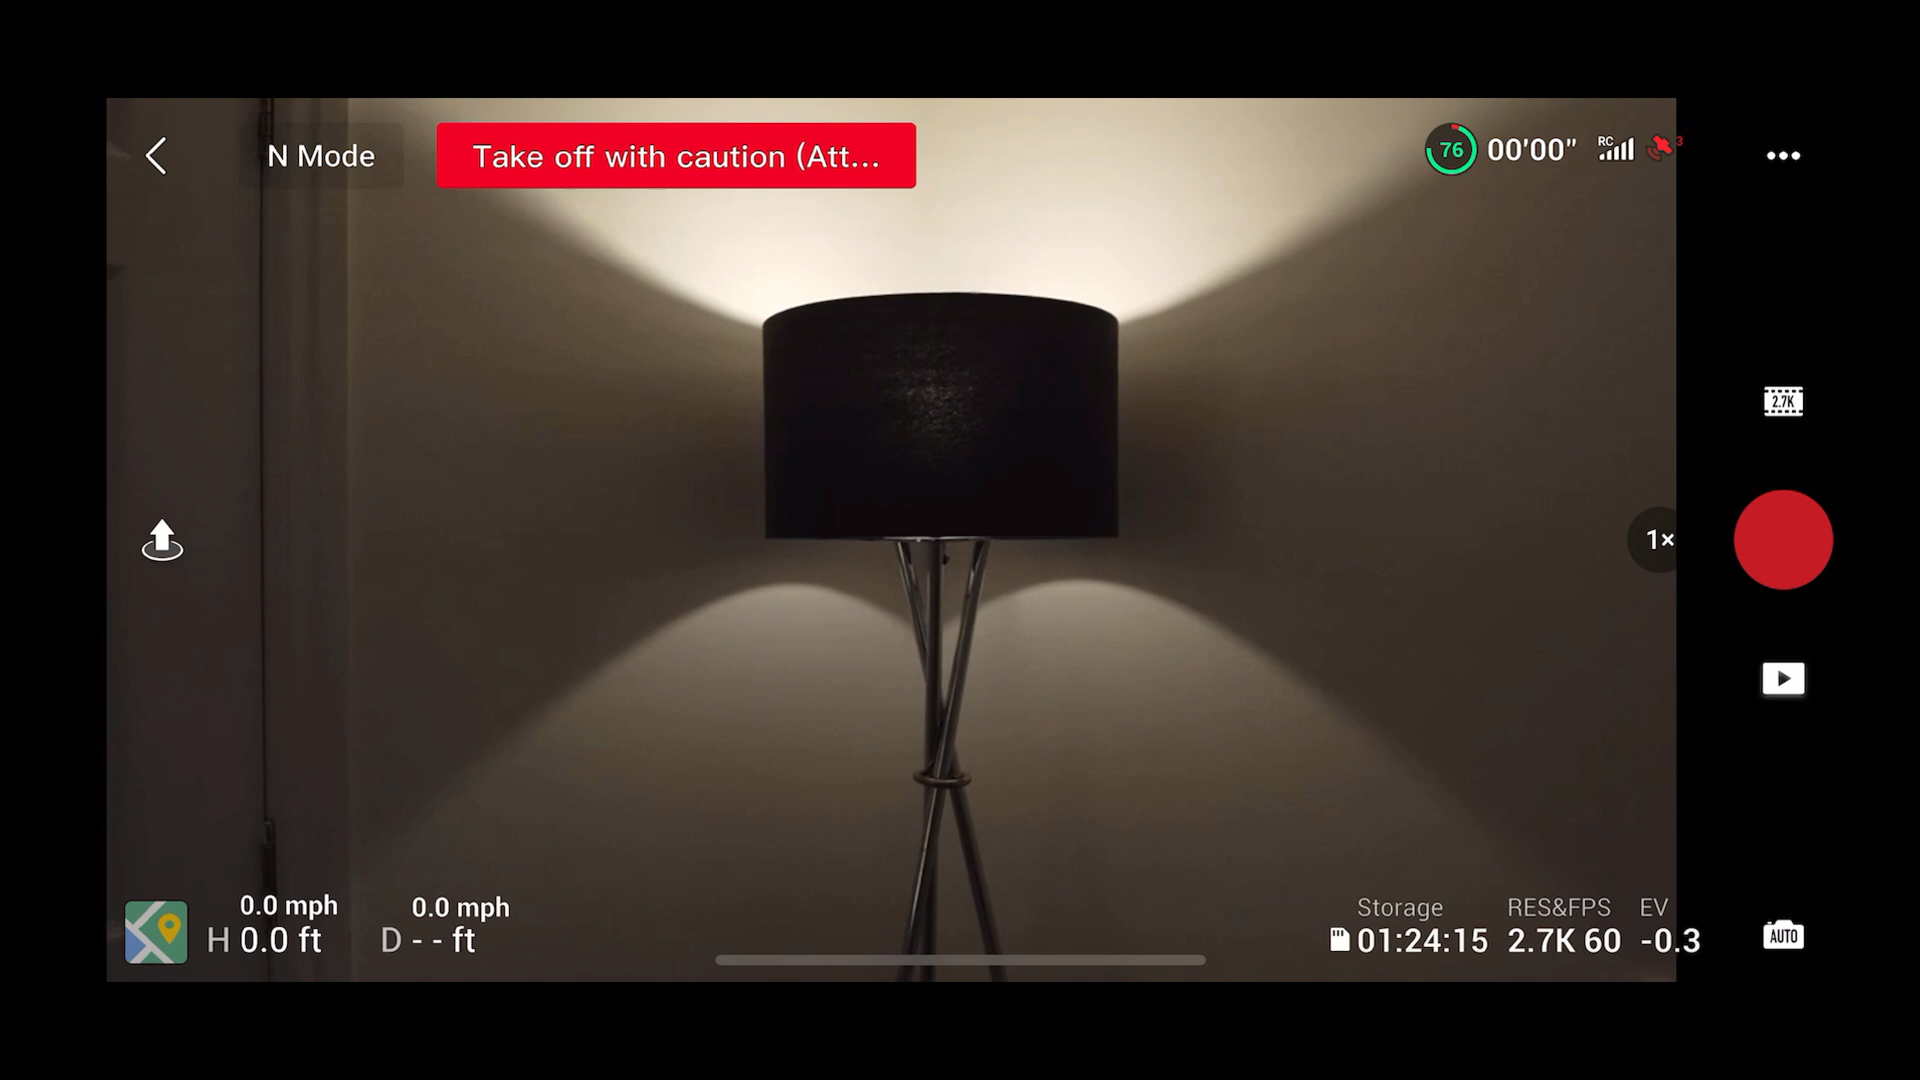 N Mode
Take off with caution (Att...
76
00'00"
RC
3
2.7K
1×
0.0 mph
H 0.0 ft
0.0 mph
D - - ft
Storage
01:24:15
RES&FPS
2.7K 60
EV
-0.3
AUTO